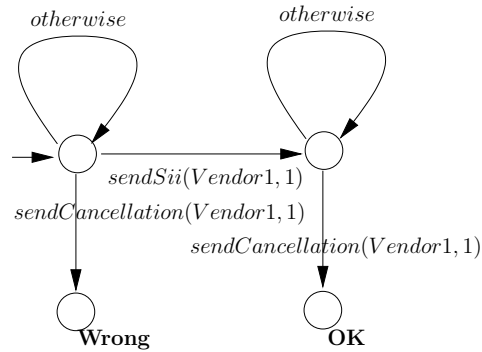 otherwise
otherwise
sendSii(Vendor1, 1)
sendCancellation(Vendor1, 1)
sendCancellation(Vendor1, 1)
Wrong
OK